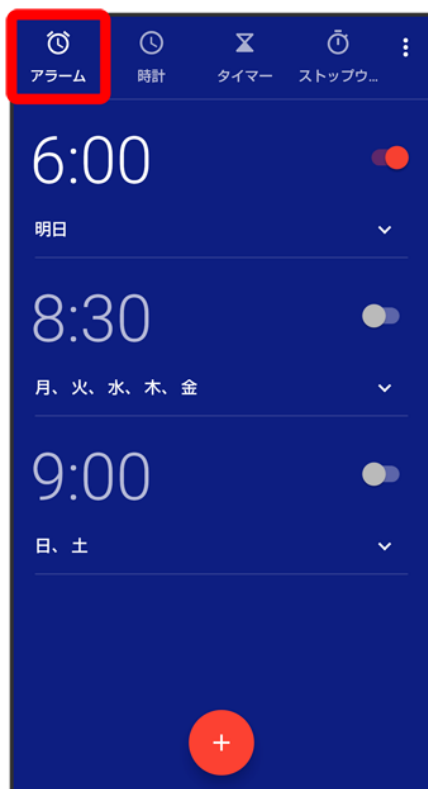 アラーム 時計 タイマー ストップウ...
6:00
明日
8:30
月、火、水、木、金
9:00
日、土